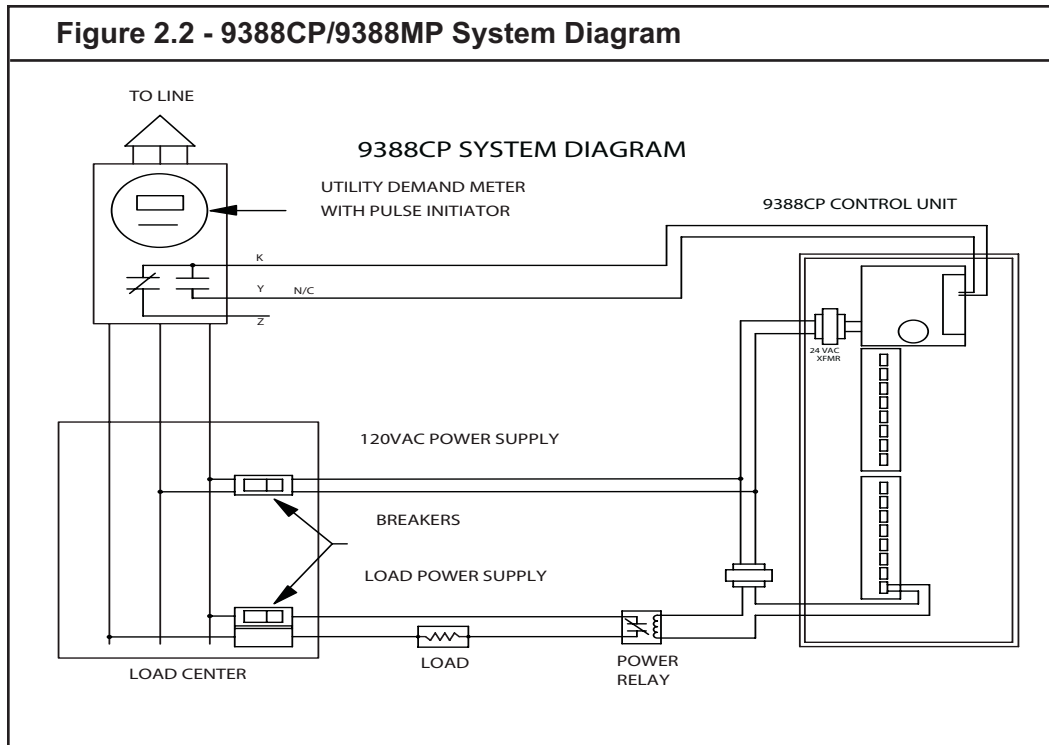 Figure 2.2 - 9388CP/9388MP System Diagram
TO LINE
9388CP SYSTEM DIAGRAM
UTILITY DEMAND METER
WITH PULSE INITIATOR
9388CP CONTROL UNIT
K
Y
N/C
Z
24 VAC
XFMR
120VAC POWER SUPPLY
BREAKERS
LOAD POWER SUPPLY
LOAD
POWER
RELAY
LOAD CENTER